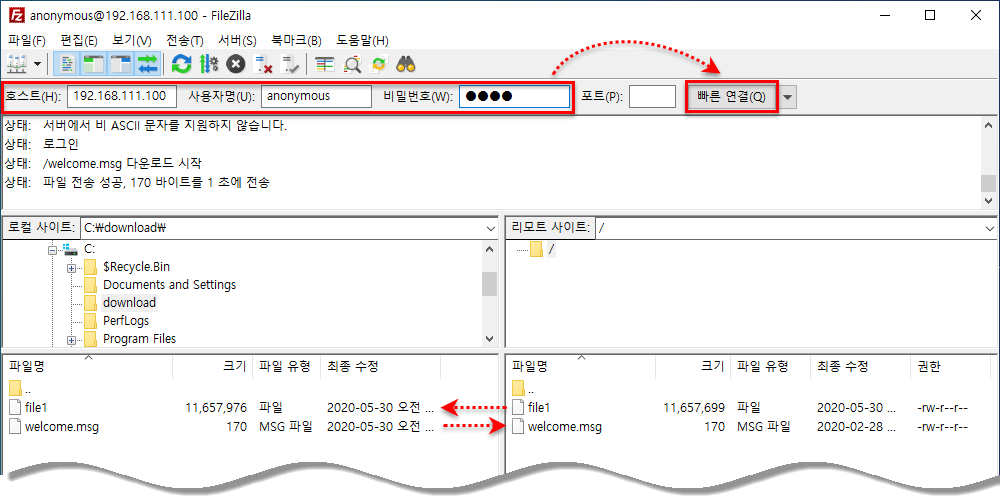 anonymous@192.168.111.100 - FileZilla
파일(F) 편집(E) 보기(V) 전송(T) 서버(S) 북마크(B) 도움말(H)
호스트(H): 192.168.111.100 사용자명(U): anonymous 비밀번호(W): ●●●● 포트(P): 빠른 연결(Q)
상태: 서버에서 비 ASCII 문자를 지원하지 않습니다.
상태: 로그인
상태: /welcome.msg 다운로드 시작
상태: 파일 전송 성공, 170 바이트를 1 초에 전송
로컬 사이트: C:₩download₩ 리모트 사이트: /
C: /
$Recycle.Bin
Documents and Settings
download
PerfLogs
Program Files
파일명 크기 파일 유형 최종 수정 파일명 크기 파일 유형 최종 수정 권한
.. ..
file1 11,657,976 파일 2020-05-30 오전 ... file1 11,657,699 파일 2020-05-30 ... -rw-r--r--
welcome.msg 170 MSG 파일 2020-05-30 오전 ... welcome.msg 170 MSG 파일 2020-02-28 ... -rw-r--r--